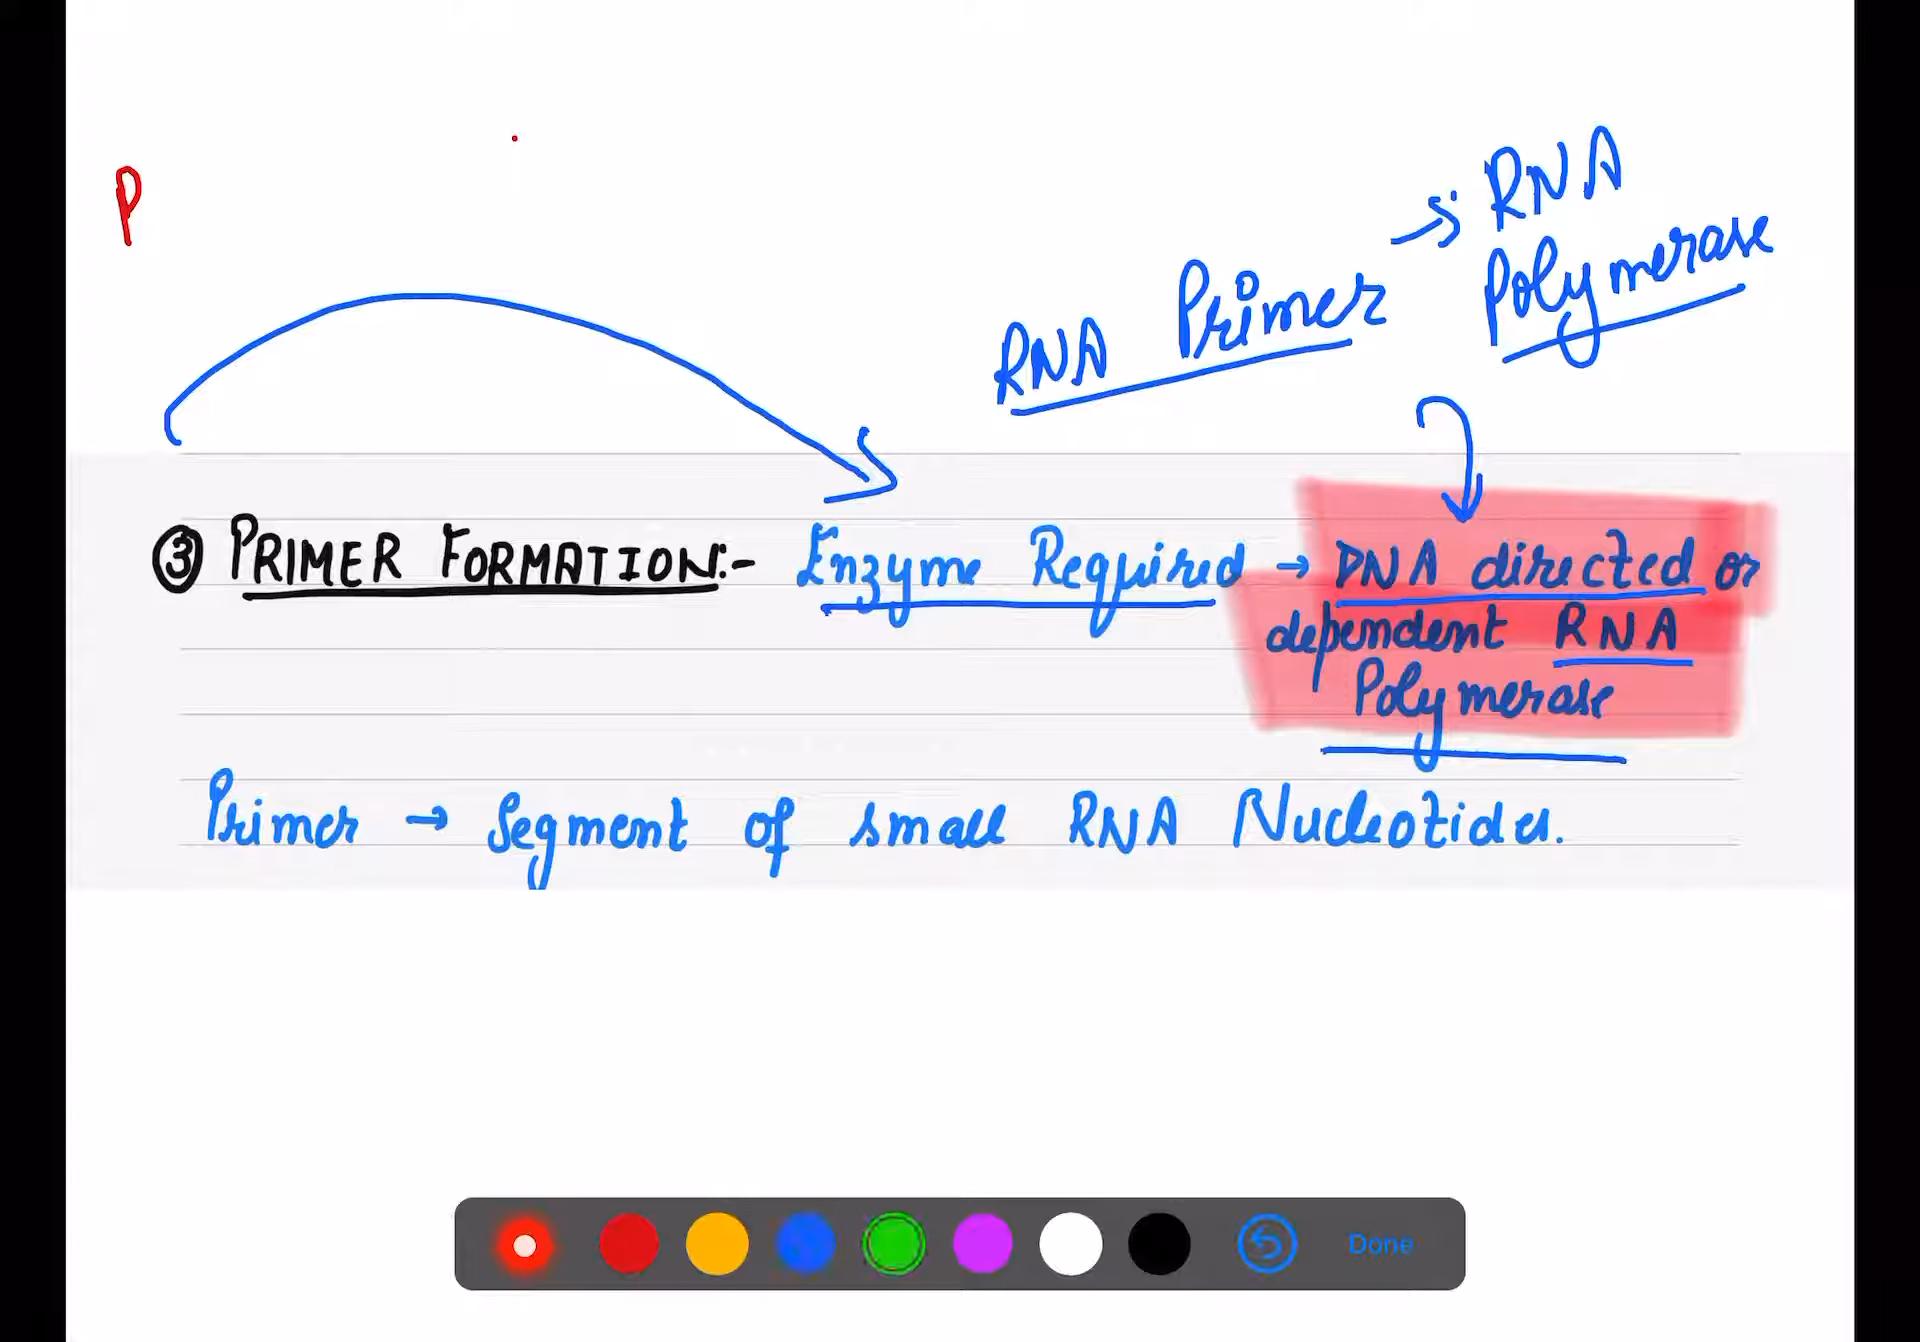 P
→ RNA
Polymerase
RNA Primer
③ PRIMER FORMATION:- Enzyme Required → DNA directed or
dependent RNA
Polymerase
Primer → Segment of small RNA Nucleotides.
Done